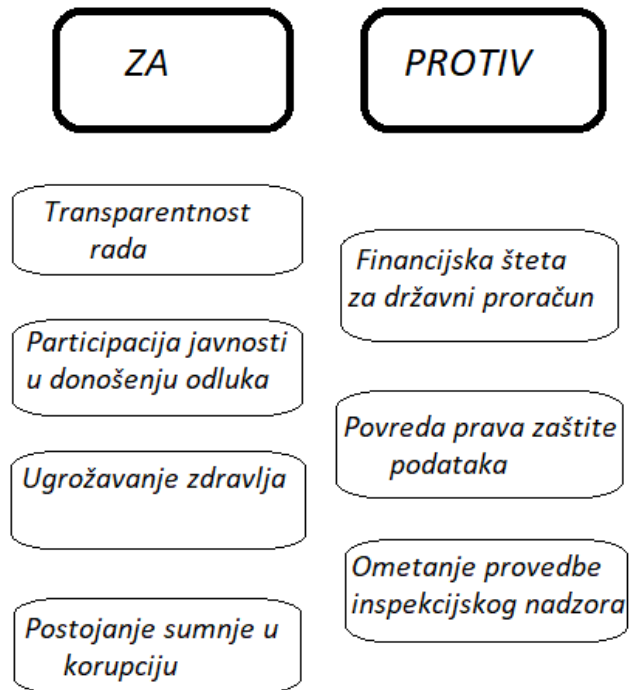 ZA
PROTIV
Transparentnost
rada
Participacija javnosti
u donošenju odluka
Ugrožavanje zdravlja
Postojanje sumnje u
korupciju
Financijska šteta
za državni proračun
Povreda prava zaštite
podataka
Ometanje provedbe
inspekcijskog nadzora